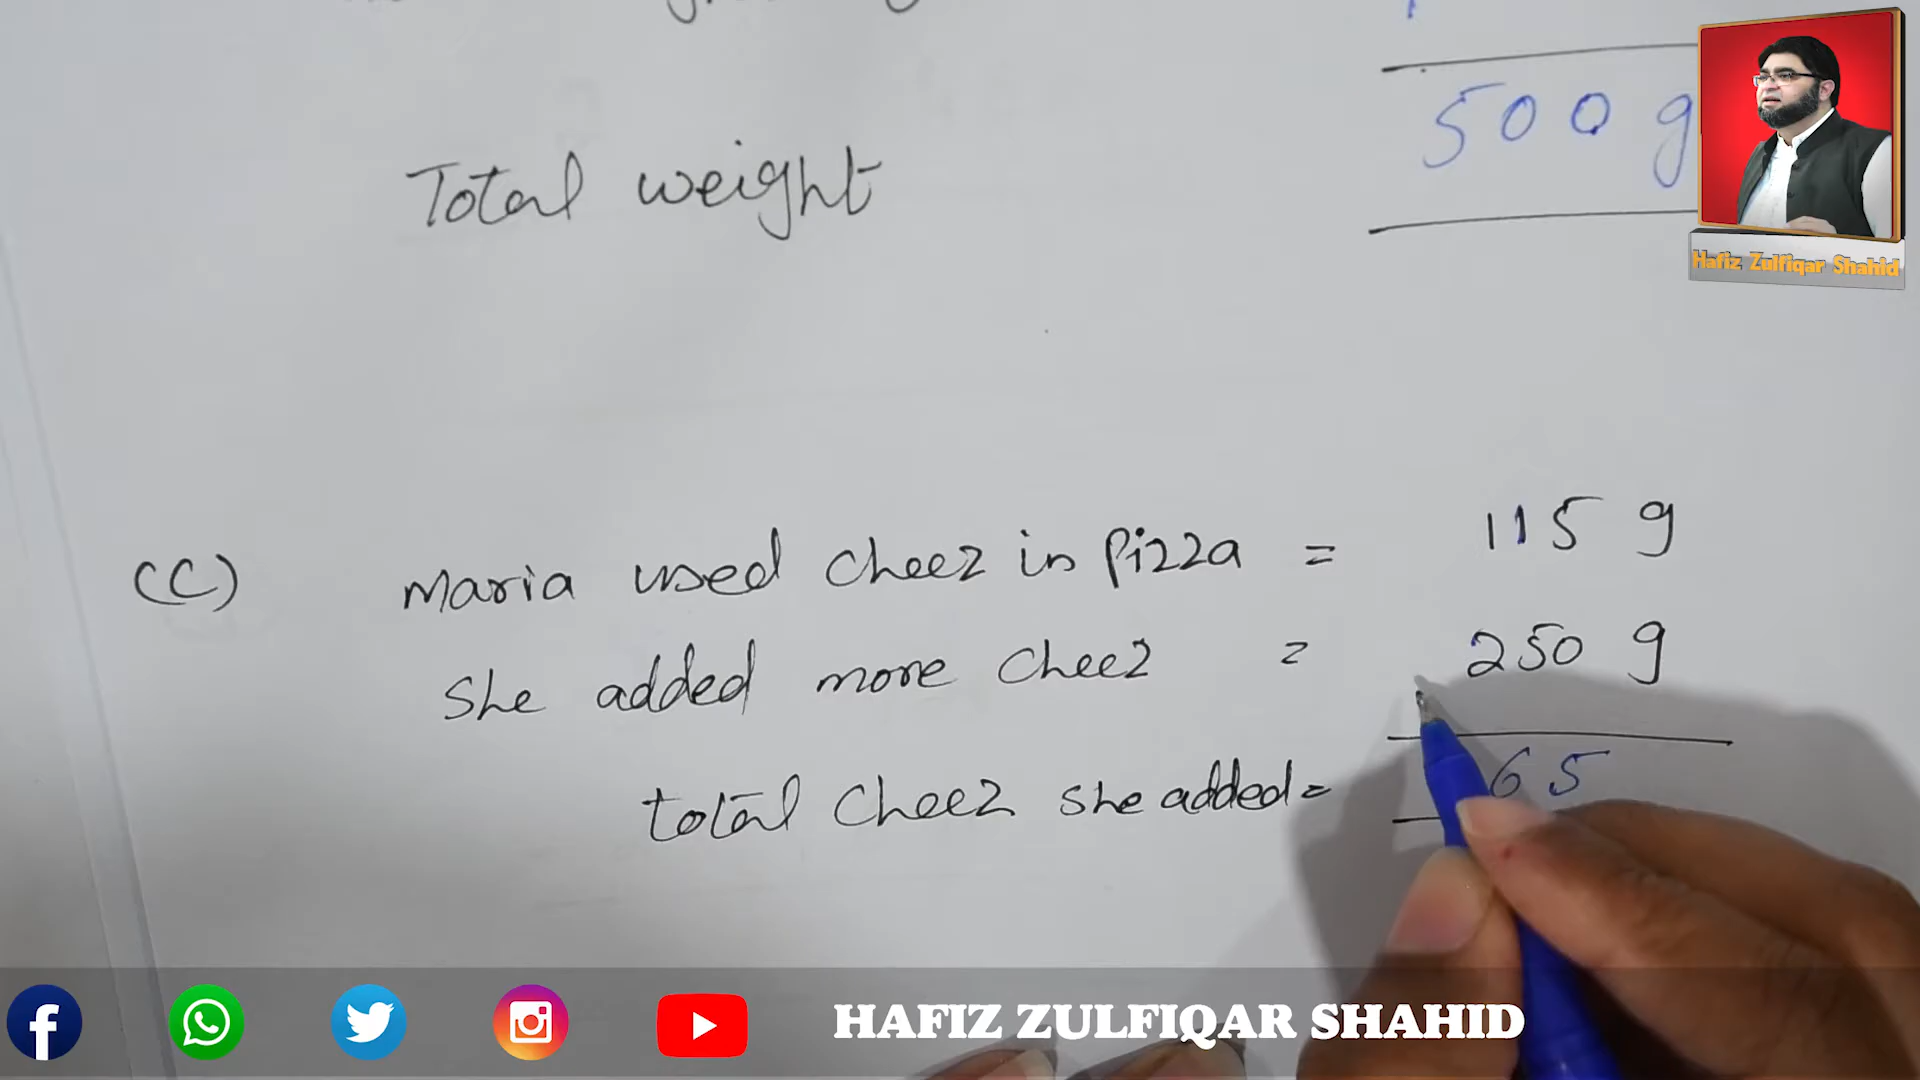 500 g
Total weight
Hafiz Zulfiqar Shahid
(C) Maria used cheez in Pizza = 115 g
She added more cheez = 250 g
total cheez she added = 65
HAFIZ ZULFIQAR SHAHID